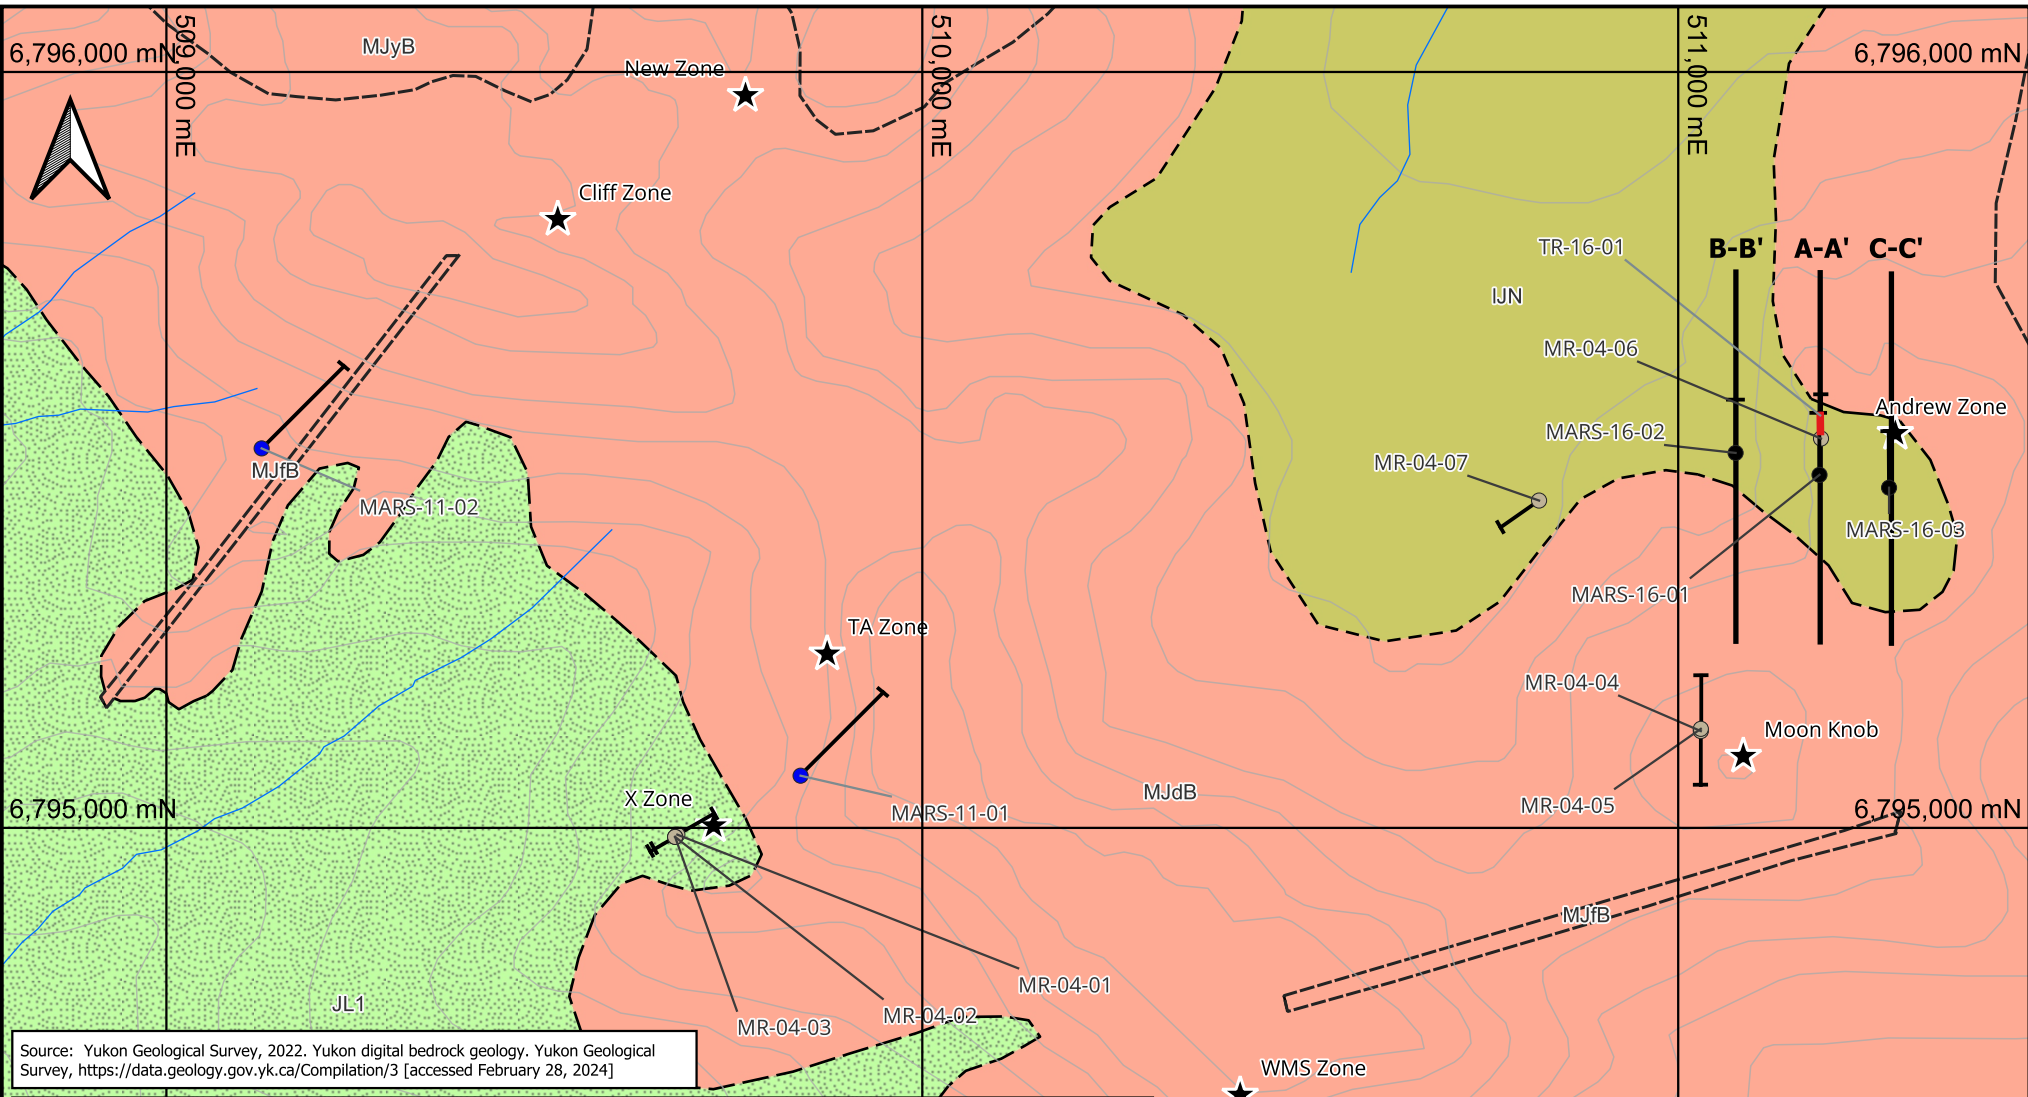 509,000 mE
510,000 mE
511,000 mE
6,796,000 mN
6,796,000 mN
MJyB
New Zone
Cliff Zone
TR-16-01
B-B'
A-A'
C-C'
IJN
MR-04-06
Andrew Zone
MARS-16-02
MR-04-07
MJfB
MARS-11-02
MARS-16-03
MARS-16-01
TA Zone
MR-04-04
Moon Knob
X Zone
MJdB
MR-04-05
6,795,000 mN
6,795,000 mN
MARS-11-01
MJfB
MR-04-01
JL1
MR-04-02
MR-04-03
Source:  Yukon Geological Survey, 2022. Yukon digital bedrock geology. Yukon Geological
Survey, https://data.geology.gov.yk.ca/Compilation/3 [accessed February 28, 2024]
WMS Zone